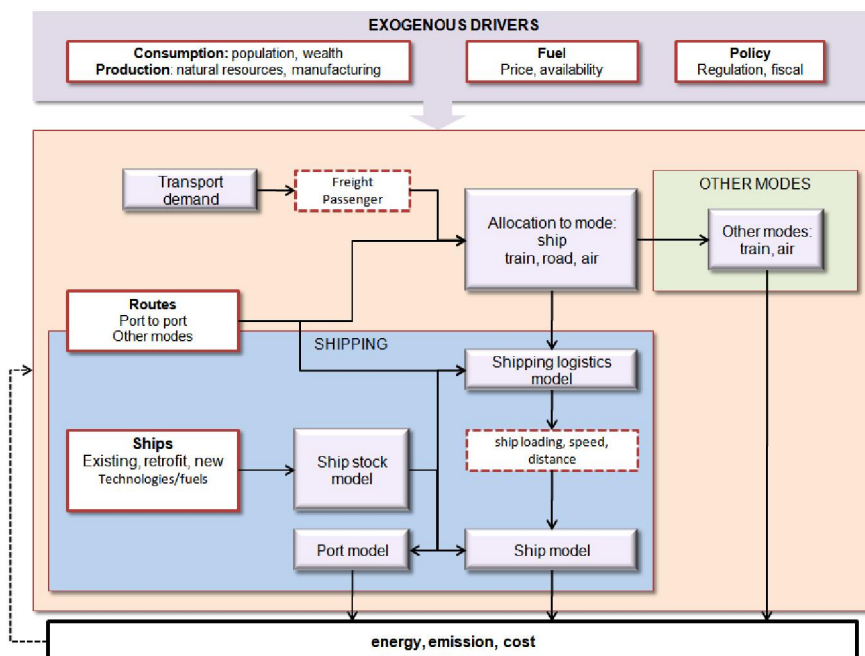 EXOGENOUS DRIVERS
Consumption: population, wealth
Production: natural resources, manufacturing
Fuel
Price, availability
Policy
Regulation, fiscal
Transport
demand
Freight
Passenger
Allocation to mode:
ship
train, road, air
OTHER MODES
Other modes:
train, air
Routes
Port to port
Other modes
SHIPPING
Shipping logistics
model
Ships
Existing, retrofit, new
Technologies/fuels
Ship stock
model
ship loading, speed,
distance
Port model
Ship model
energy, emission, cost